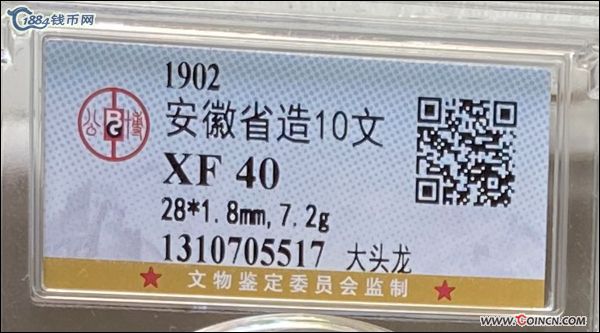 1884钱币网
1902
公博
安徽省造10文
XF 40
28*1.8mm,7.2g
1310705517 大头龙
文物鉴定委员会监制
WWW.COINCN.COM